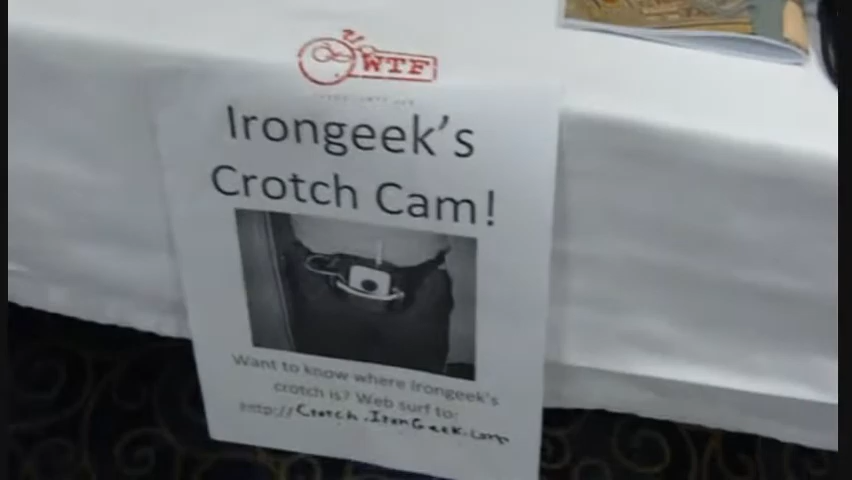 WTF
Irongeek's
Crotch Cam!
Want to know where Irongeek's
crotch is? Web surf to:
http://Crotch.IronGeek.com